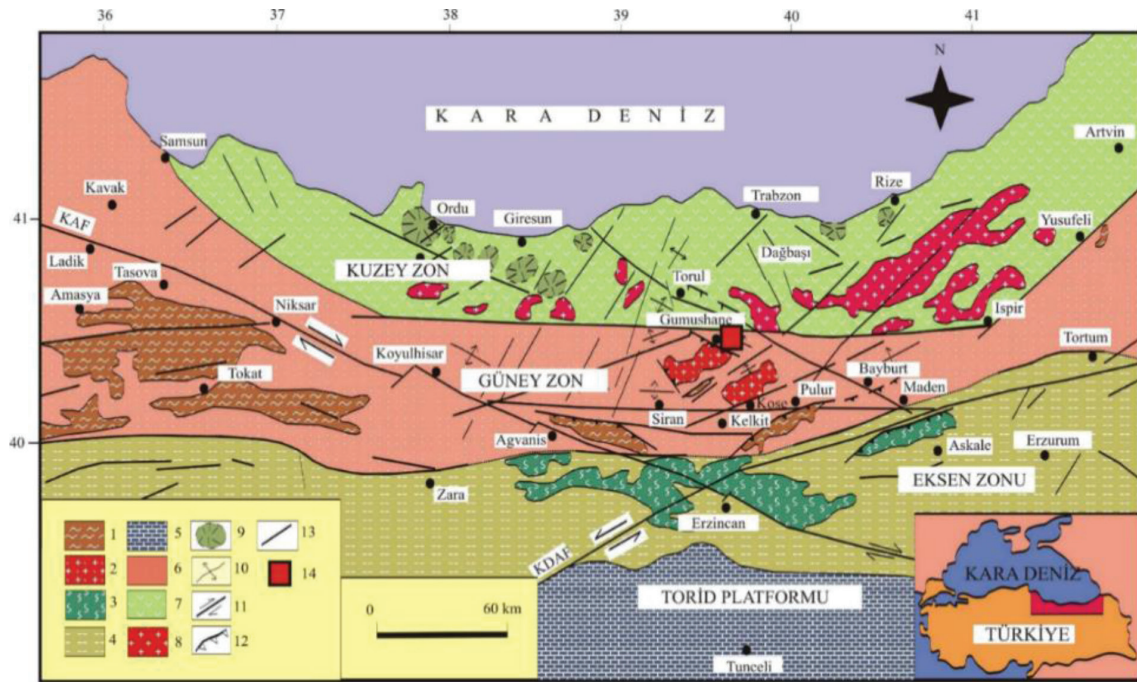 36 37 38 39 40 41
N
K A R A D E N İ Z
Artvin
Samsun
Rize
Kavak
Trabzon
41
Ordu
Giresun
Yusufeli
KAF
Dağbaşı
Ladik
KUZEY ZON
Torul
Tasova
Amasya
Niksar
Gumushane
Ispir
Tortum
Koyulhisar
Bayburt
Tokat
GÜNEY ZON
Pulur
Maden
Siran
Kose
Kelkit
40
Agvanis
Askale
Erzurum
Zara
EKSEN ZONU
Erzincan
KDAF
1 5 9 13
2 6 10 14
3 7 11
4 8 12
0 60 km
TORİD PLATFORMU
Tunceli
KARA DENİZ
TÜRKİYE